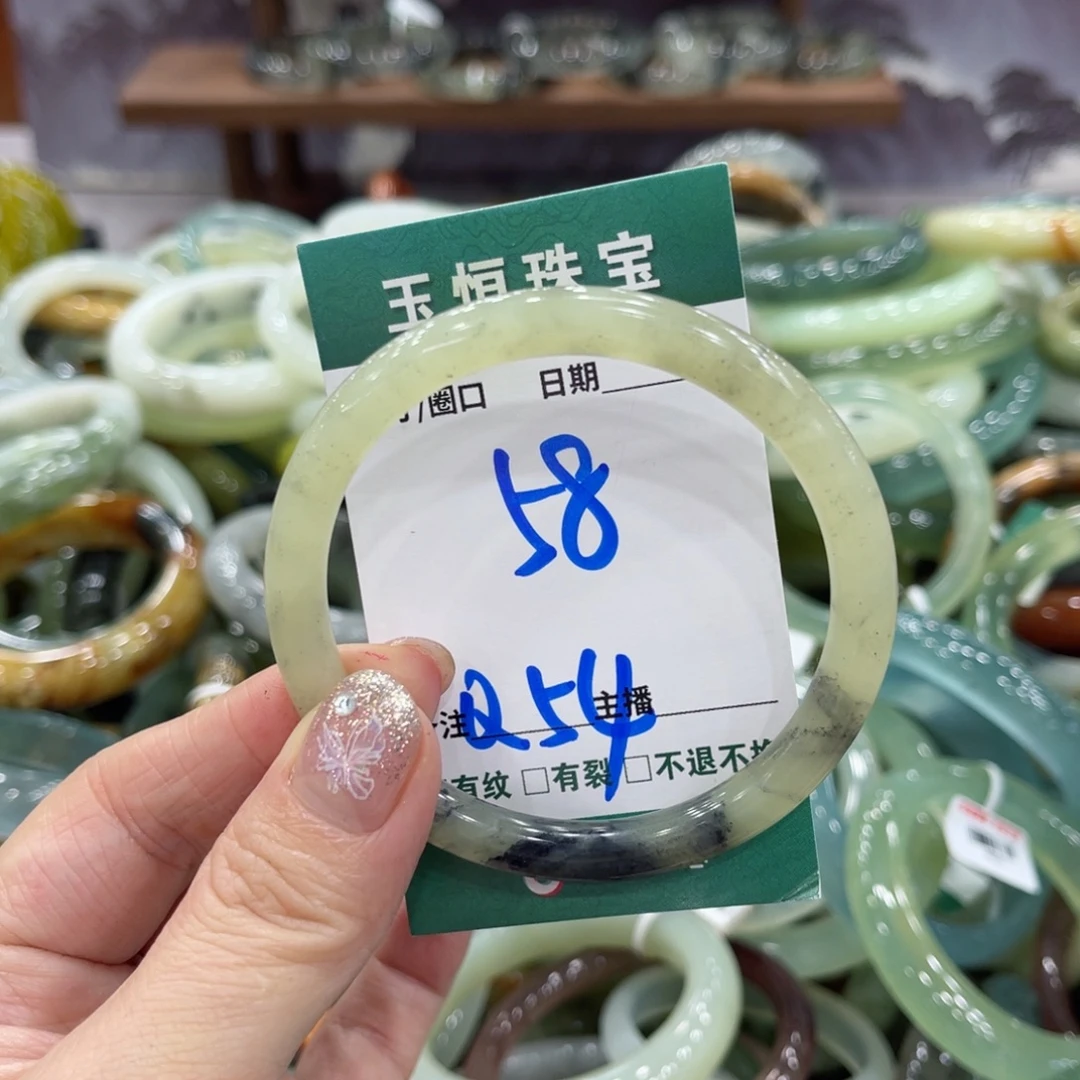 玉恒珠宝
/圈口 日期
58
注 Q54 主播
有纹 □有裂 □不退不换